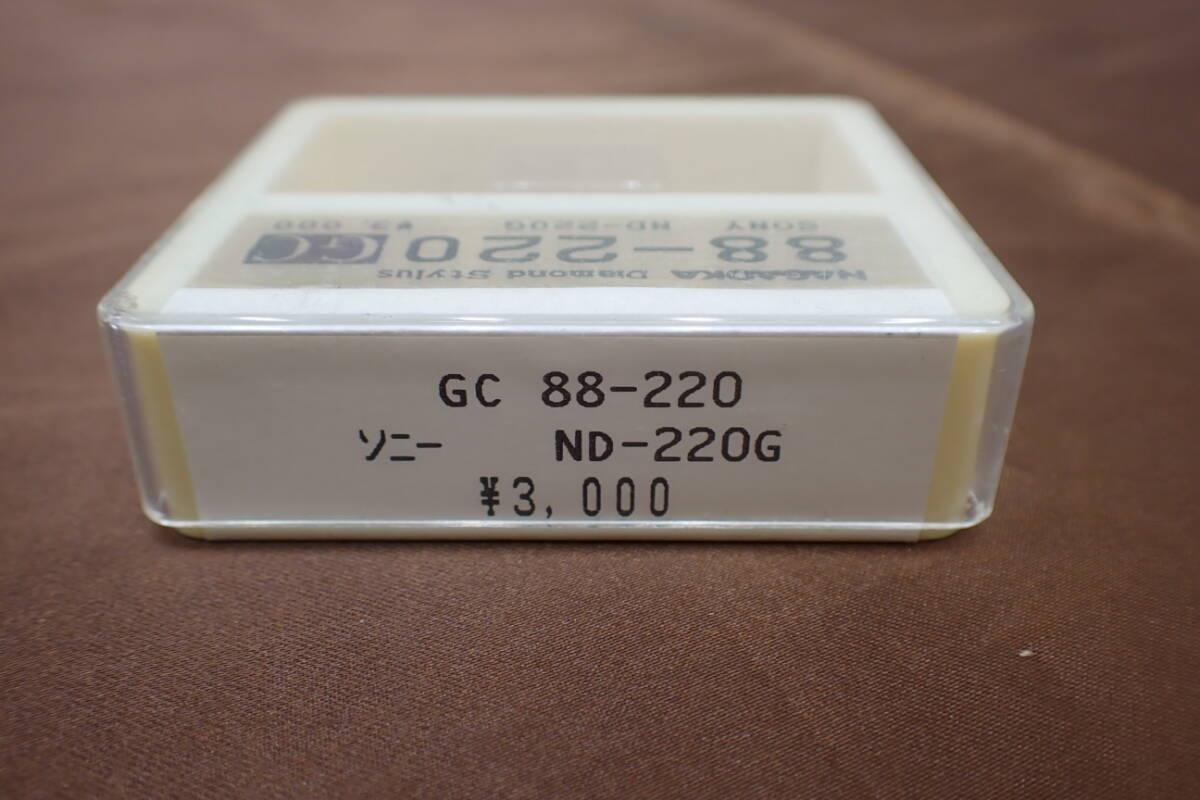 NAGAOKA Diamond Stylus
88-220 GC
SONY ND-220G ¥3,000
GC 88-220
ソニー ND-220G
¥3,000